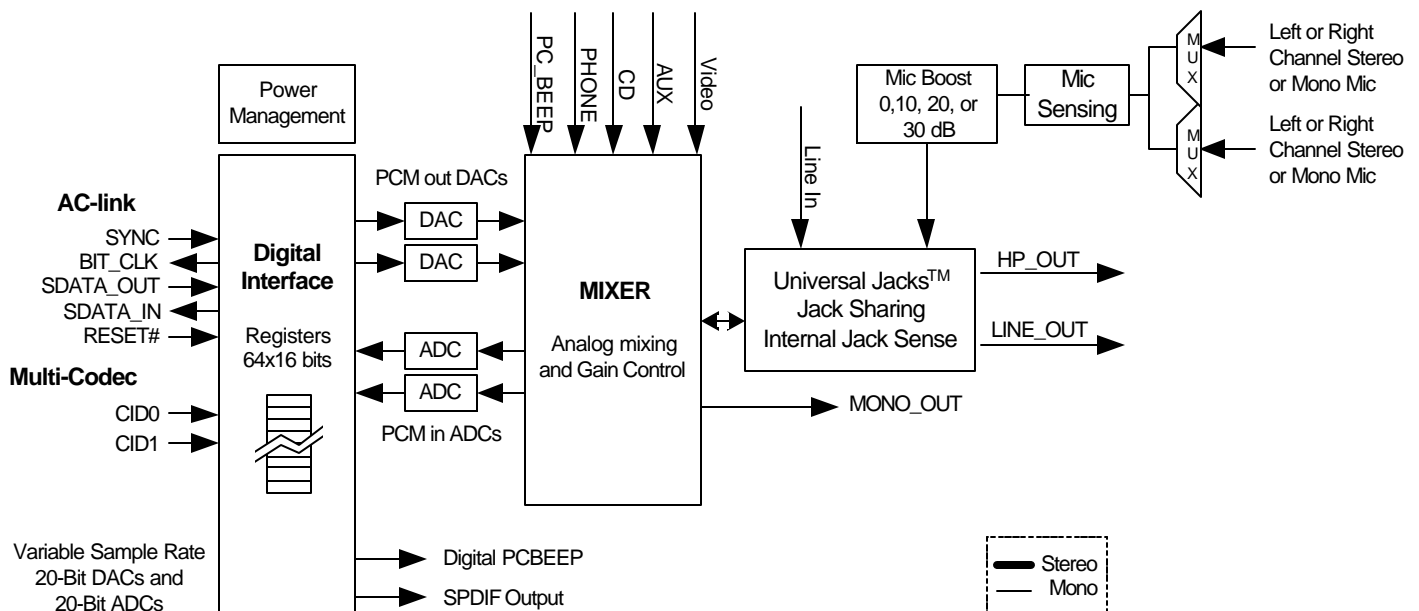 PC_BEEP
PHONE
CD
AUX
Video
Line In
Power
Management
Mic Boost
0,10, 20, or
30 dB
Mic
Sensing
MUX
Left or Right
Channel Stereo
or Mono Mic
MUX
Left or Right
Channel Stereo
or Mono Mic
AC-link
SYNC
BIT_CLK
SDATA_OUT
SDATA_IN
RESET#
Multi-Codec
CID0
CID1
Digital
Interface
Registers
64x16 bits
PCM out DACs
DAC
DAC
ADC
ADC
PCM in ADCs
MIXER
Analog mixing
and Gain Control
Universal Jacks™
Jack Sharing
Internal Jack Sense
HP_OUT
LINE_OUT
MONO_OUT
Variable Sample Rate
20-Bit DACs and
20-Bit ADCs
Digital PCBEEP
SPDIF Output
Stereo
Mono